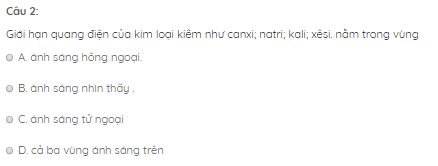 Câu 2:
Giới hạn quang điện của kim loại kiềm như canxi; natri; kali; xêsi. nằm trong vùng
A. ánh sáng hồng ngoại.
B. ánh sáng nhìn thấy .
C. ánh sáng tử ngoại
D. cả ba vùng ánh sáng trên